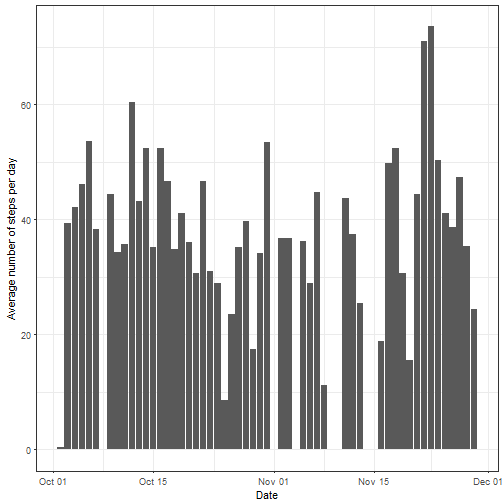 Average number of steps per day
60
40
20
0
Oct 01
Oct 15
Nov 01
Nov 15
Dec 01
Date